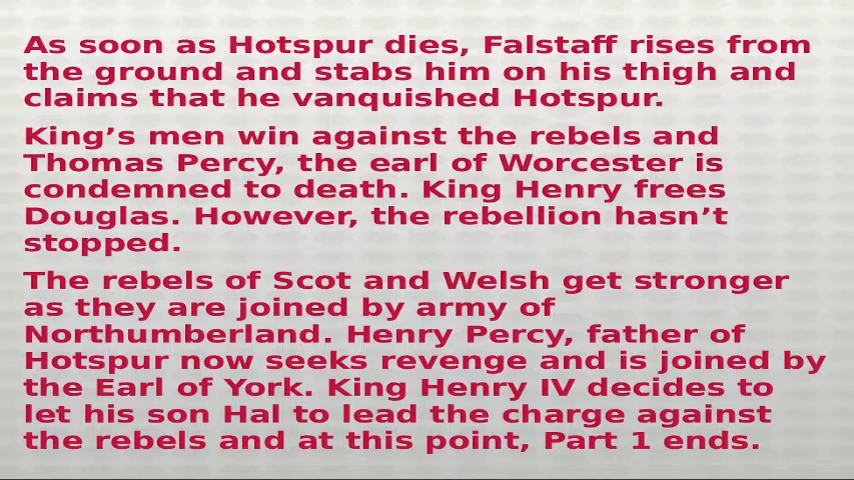 As soon as Hotspur dies, Falstaff rises from
the ground and stabs him on his thigh and
claims that he vanquished Hotspur.
King’s men win against the rebels and
Thomas Percy, the earl of Worcester is
condemned to death. King Henry frees
Douglas. However, the rebellion hasn’t
stopped.
The rebels of Scot and Welsh get stronger
as they are joined by army of
Northumberland. Henry Percy, father of
Hotspur now seeks revenge and is joined by
the Earl of York. King Henry IV decides to
let his son Hal to lead the charge against
the rebels and at this point, Part 1 ends.